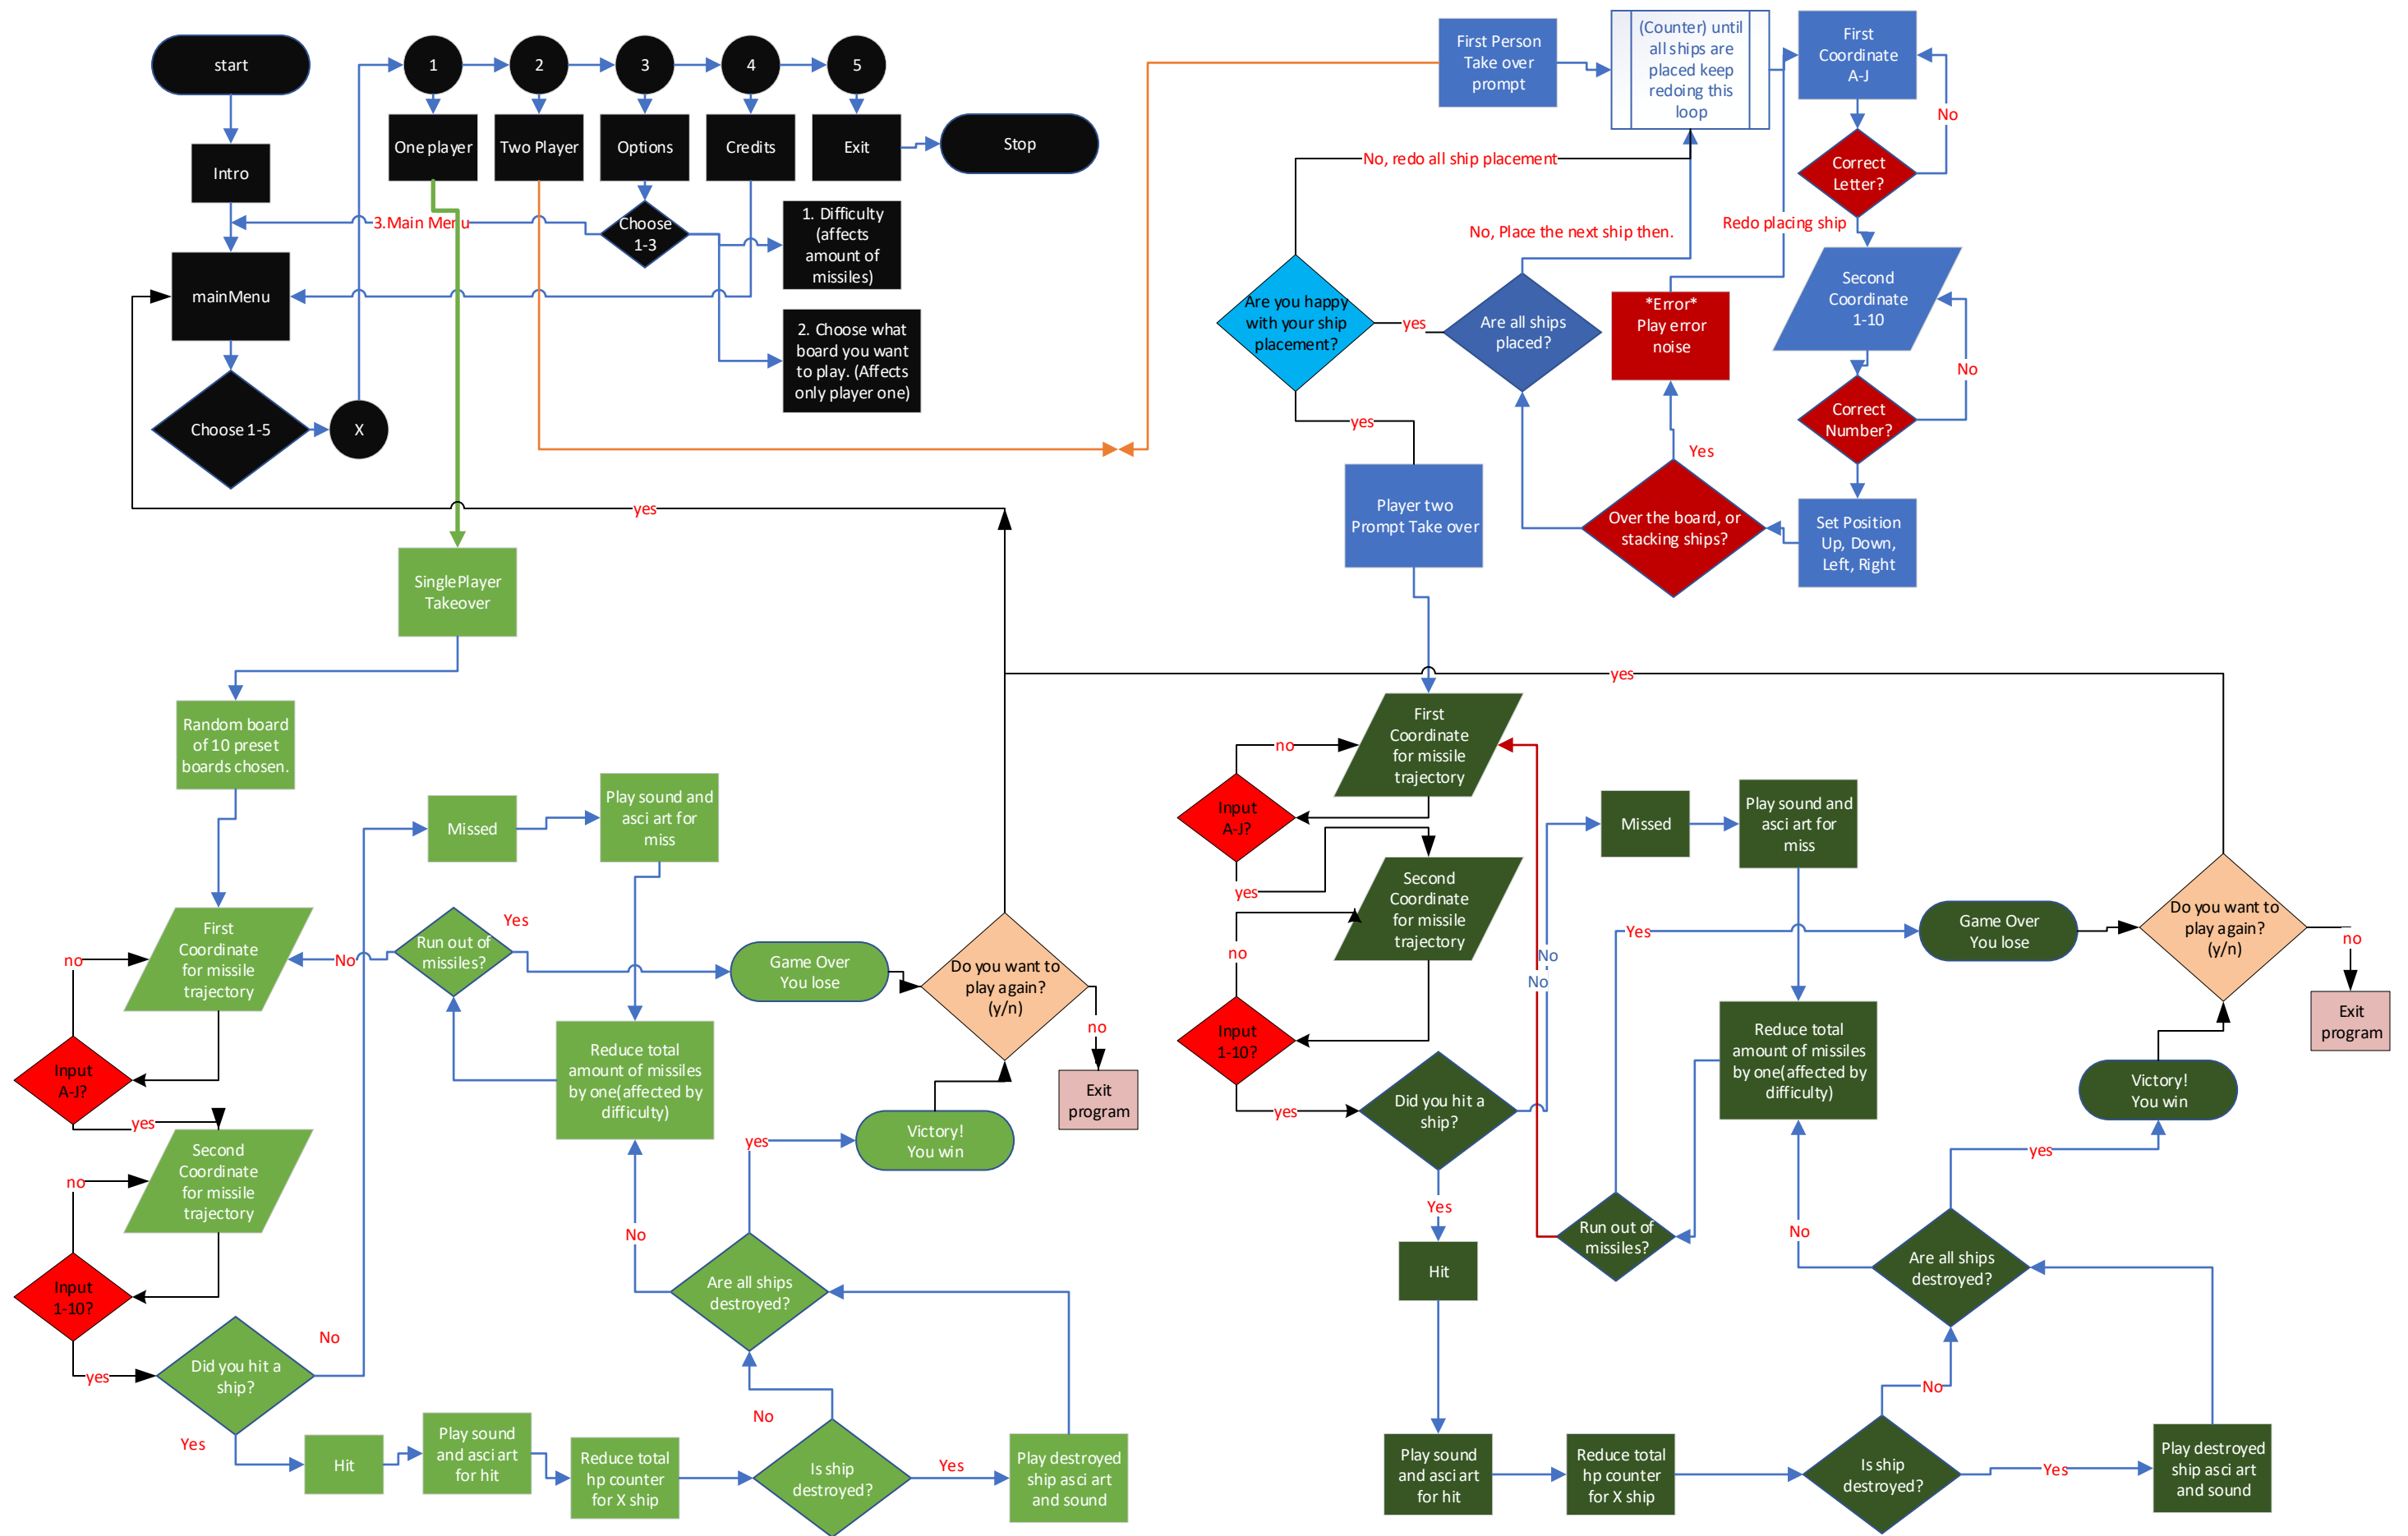 start
1
2
3
4
5
Intro
One player
Two Player
Options
Credits
Exit
Stop
3.Main Menu
Choose
1-3
1. Difficulty
(affects
amount of
missiles)
mainMenu
2. Choose what
board you want
to play. (Affects
only player one)
Choose 1-5
X
yes
First Person
Take over
prompt
(Counter) until
all ships are
placed keep
redoing this
loop
First
Coordinate
A-J
No
Correct
Letter?
No, redo all ship placement
No, Place the next ship then.
Redo placing ship
Second
Coordinate
1-10
No
Are you happy
with your ship
placement?
yes
Are all ships
placed?
*Error*
Play error
noise
Correct
Number?
yes
Yes
Player two
Prompt Take over
Over the board, or
stacking ships?
Set Position
Up, Down,
Left, Right
SinglePlayer
Takeover
Random board
of 10 preset
boards chosen.
Missed
Play sound and
asci art for
miss
First
Coordinate
for missile
trajectory
no
No
Run out of
missiles?
Yes
Game Over
You lose
Do you want to
play again?
(y/n)
no
Exit
program
Input
A-J?
yes
Reduce total
amount of missiles
by one(affected by
difficulty)
Second
Coordinate
for missile
trajectory
no
yes
Victory!
You win
Input
1-10?
No
Are all ships
destroyed?
yes
Did you hit a
ship?
No
Yes
Hit
Play sound
and asci art
for hit
Reduce total
hp counter
for X ship
No
Is ship
destroyed?
Yes
Play destroyed
ship asci art
and sound
yes
First
Coordinate
for missile
trajectory
no
Input
A-J?
yes
Missed
Play sound and
asci art for
miss
Second
Coordinate
for missile
trajectory
no
No
No
Yes
Game Over
You lose
Do you want to
play again?
(y/n)
no
Exit
program
Input
1-10?
yes
Did you hit a
ship?
Reduce total
amount of missiles
by one(affected by
difficulty)
Victory!
You win
yes
Yes
Hit
Run out of
missiles?
No
Are all ships
destroyed?
No
Play sound
and asci art
for hit
Reduce total
hp counter
for X ship
Is ship
destroyed?
Yes
Play destroyed
ship asci art
and sound